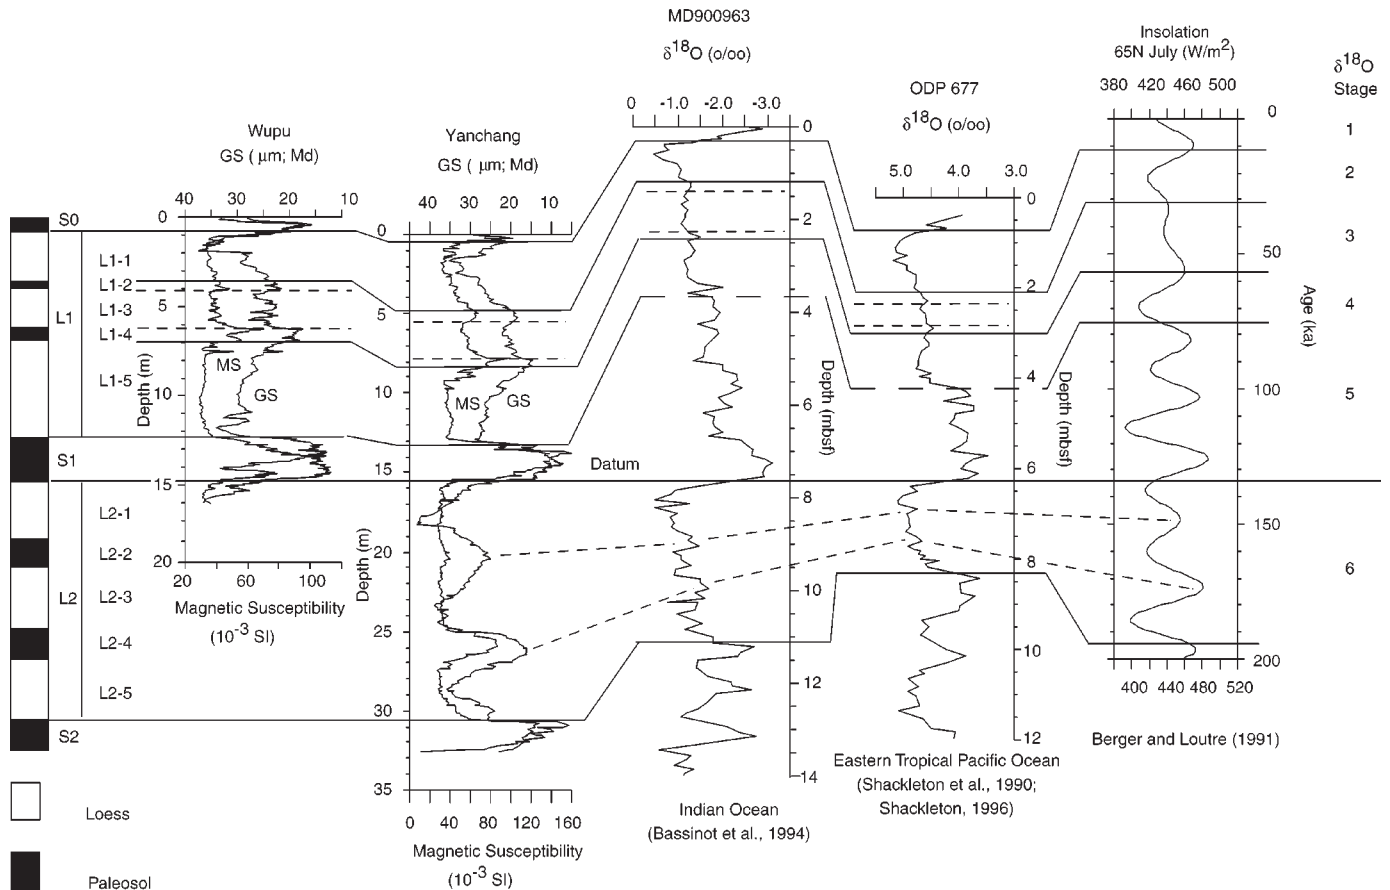 MD900963
δ18O (o/oo)
0 -1.0 -2.0 -3.0
Insolation
65N July (W/m2)
380 420 460 500
δ18O
Stage
ODP 677
δ18O (o/oo)
5.0 4.0 3.0
Wupu
GS ( μm; Md)
40 20 10
Yanchang
GS ( μm; Md)
40 20 10
S0
L1
L1-1
L1-2
L1-3
L1-4
L1-5
S1
L2
L2-1
L2-2
L2-3
L2-4
L2-5
S2
Loess
Paleosol
0
5
10
15
20
Depth (m)
MS
GS
20 60 100
Magnetic Susceptibility
(10-3 SI)
0
5
10
15
20
25
30
35
Depth (m)
MS
GS
0 40 80 120 160
Magnetic Susceptibility
(10-3 SI)
Datum
0
2
4
6
8
10
12
14
Depth (mbsf)
Indian Ocean
(Bassinot et al., 1994)
0
2
4
6
8
10
12
Depth (mbsf)
Eastern Tropical Pacific Ocean
(Shackleton et al., 1990;
Shackleton, 1996)
0
50
100
150
200
Age (ka)
400 440 480 520
Berger and Loutre (1991)
1
2
3
4
5
6